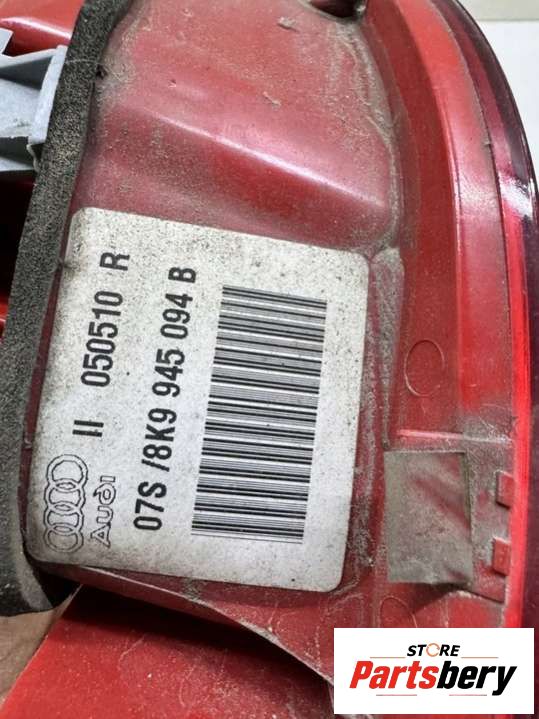 II 050510 R
07S /8K9 945 094 B
Audi
STORE
Partsbery